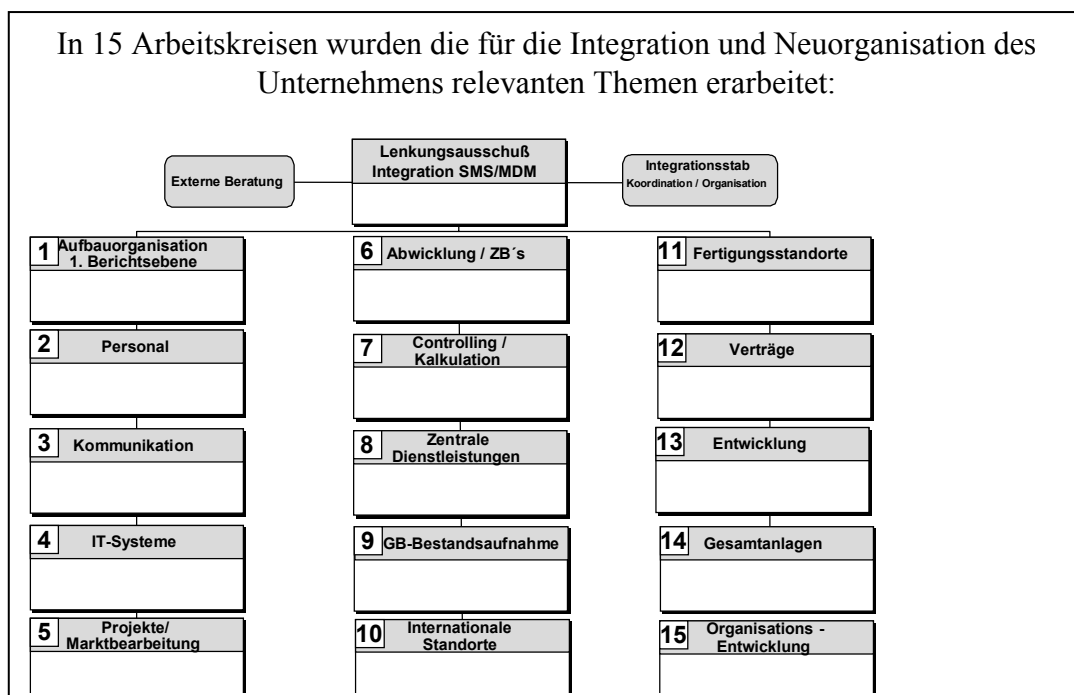 In 15 Arbeitskreisen wurden die für die Integration und Neuorganisation des
Unternehmens relevanten Themen erarbeitet:
Lenkungsausschuß
Integration SMS/MDM
Externe Beratung
Integrationsstab
Koordination / Organisation
1
Aufbauorganisation
1. Berichtsebene
2
Personal
3
Kommunikation
4
IT-Systeme
5
Projekte/
Marktbearbeitung
6
Abwicklung / ZB´s
7
Controlling /
Kalkulation
8
Zentrale
Dienstleistungen
9
GB-Bestandsaufnahme
10
Internationale
Standorte
11
Fertigungsstandorte
12
Verträge
13
Entwicklung
14
Gesamtanlagen
15
Organisations -
Entwicklung